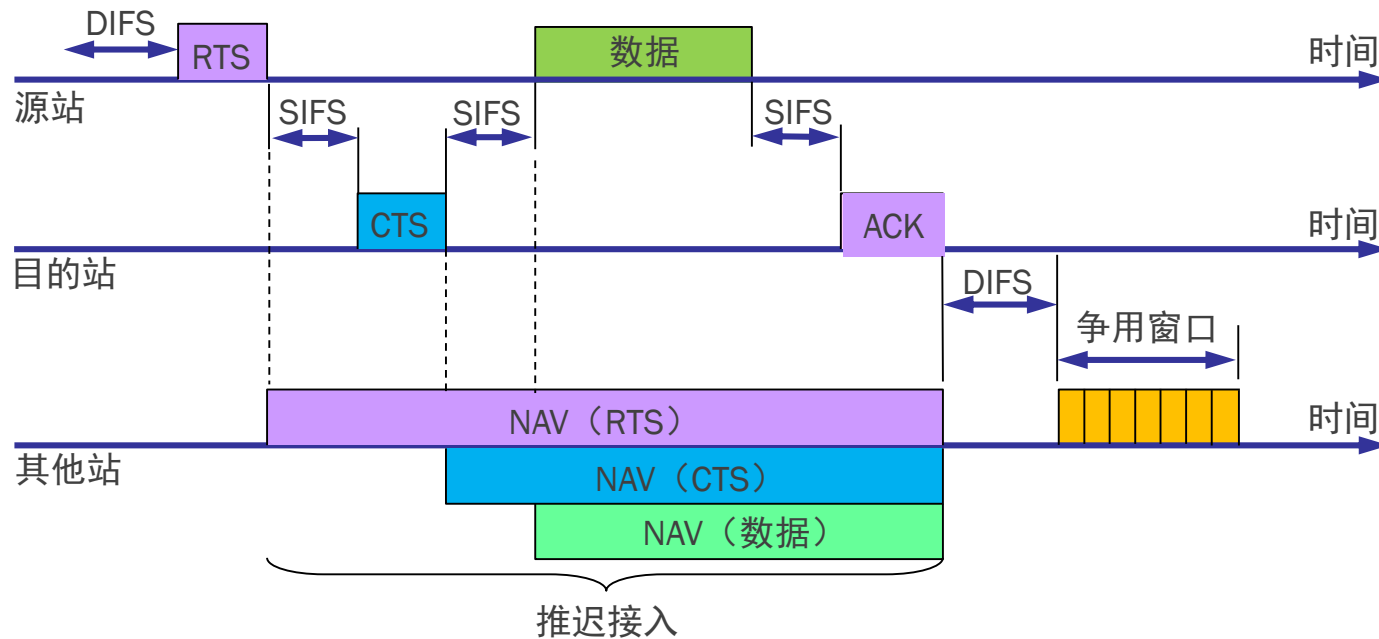 DIFS
RTS
数据
时间
源站
SIFS
SIFS
SIFS
CTS
ACK
时间
目的站
DIFS
争用窗口
NAV（RTS）
时间
其他站
NAV（CTS）
NAV（数据）
推迟接入